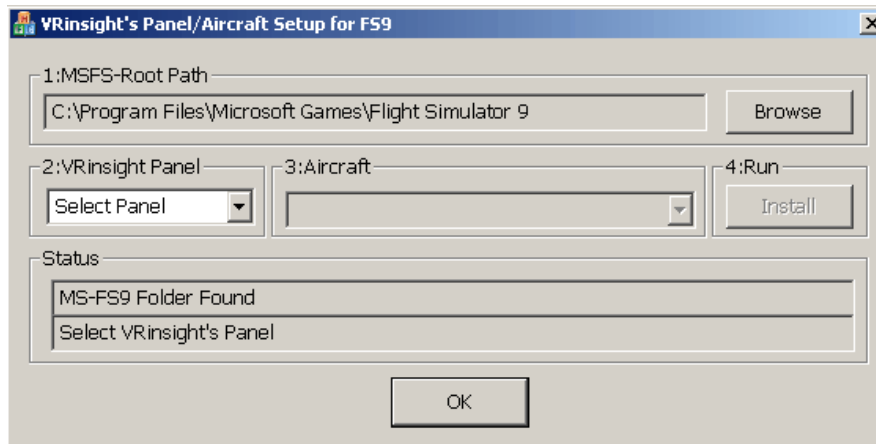 VRinsight's Panel/Aircraft Setup for FS9
1:MSFS-Root Path
C:\Program Files\Microsoft Games\Flight Simulator 9
Browse
2:VRinsight Panel
3:Aircraft
4:Run
Select Panel
Install
Status
MS-FS9 Folder Found
Select VRinsight's Panel
OK